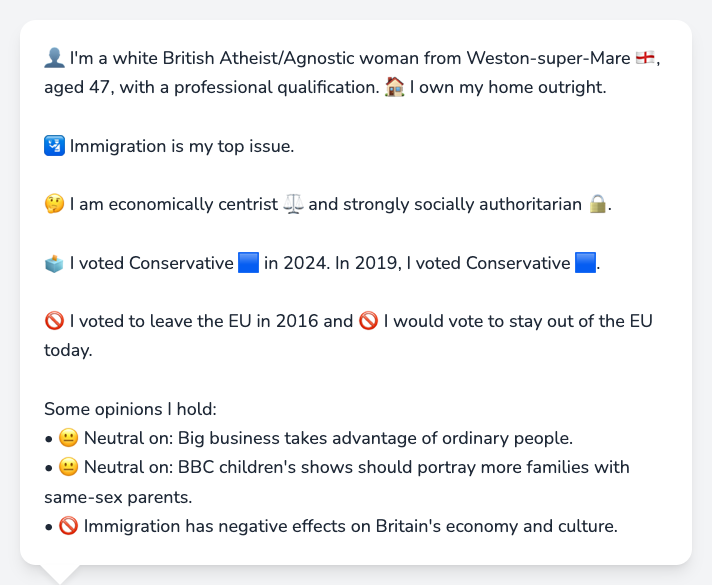 👤 I'm a white British Atheist/Agnostic woman from Weston-super-Mare 🏴󠁧󠁢󠁥󠁮󠁧󠁿,
aged 47, with a professional qualification. 🏠 I own my home outright.
🛂 Immigration is my top issue.
🤔 I am economically centrist ⚖️ and strongly socially authoritarian 🔒.
🗳️ I voted Conservative 🟦 in 2024. In 2019, I voted Conservative 🟦.
🚫 I voted to leave the EU in 2016 and 🚫 I would vote to stay out of the EU
today.
Some opinions I hold:
• 😐 Neutral on: Big business takes advantage of ordinary people.
• 😐 Neutral on: BBC children's shows should portray more families with
same-sex parents.
• 🚫 Immigration has negative effects on Britain's economy and culture.